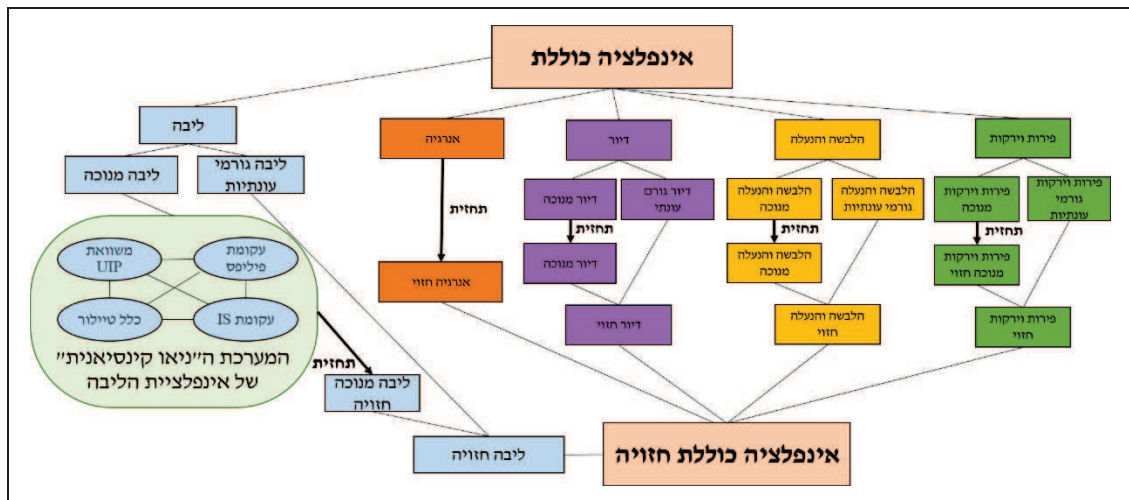 אינפלציה כוללת
פירות וירקות
הלבשה והנעלה
דיור
אנרגיה
ליבה
פירות וירקות
גורמי
עונתיות
פירות וירקות
מנוכה
הלבשה והנעלה
גורמי עונתיות
הלבשה והנעלה
מנוכה
דיור גורם
עונתי
דיור מנוכה
ליבה גורמי
עונתיות
ליבה מנוכה
תחזית
תחזית
תחזית
תחזית
פירות וירקות
מנוכה חזוי
הלבשה והנעלה
מנוכה
דיור מנוכה
אנרגיה חזוי
עקומת
פיליפס
משוואת
UIP
עקומת IS
כלל טיילור
המערכת ה"ניאו קינסיאנית"
של אינפלציית הליבה
פירות וירקות
חזוי
הלבשה והנעלה
חזוי
דיור חזוי
תחזית
ליבה מנוכה
חזויה
אינפלציה כוללת חזויה
ליבה חזויה